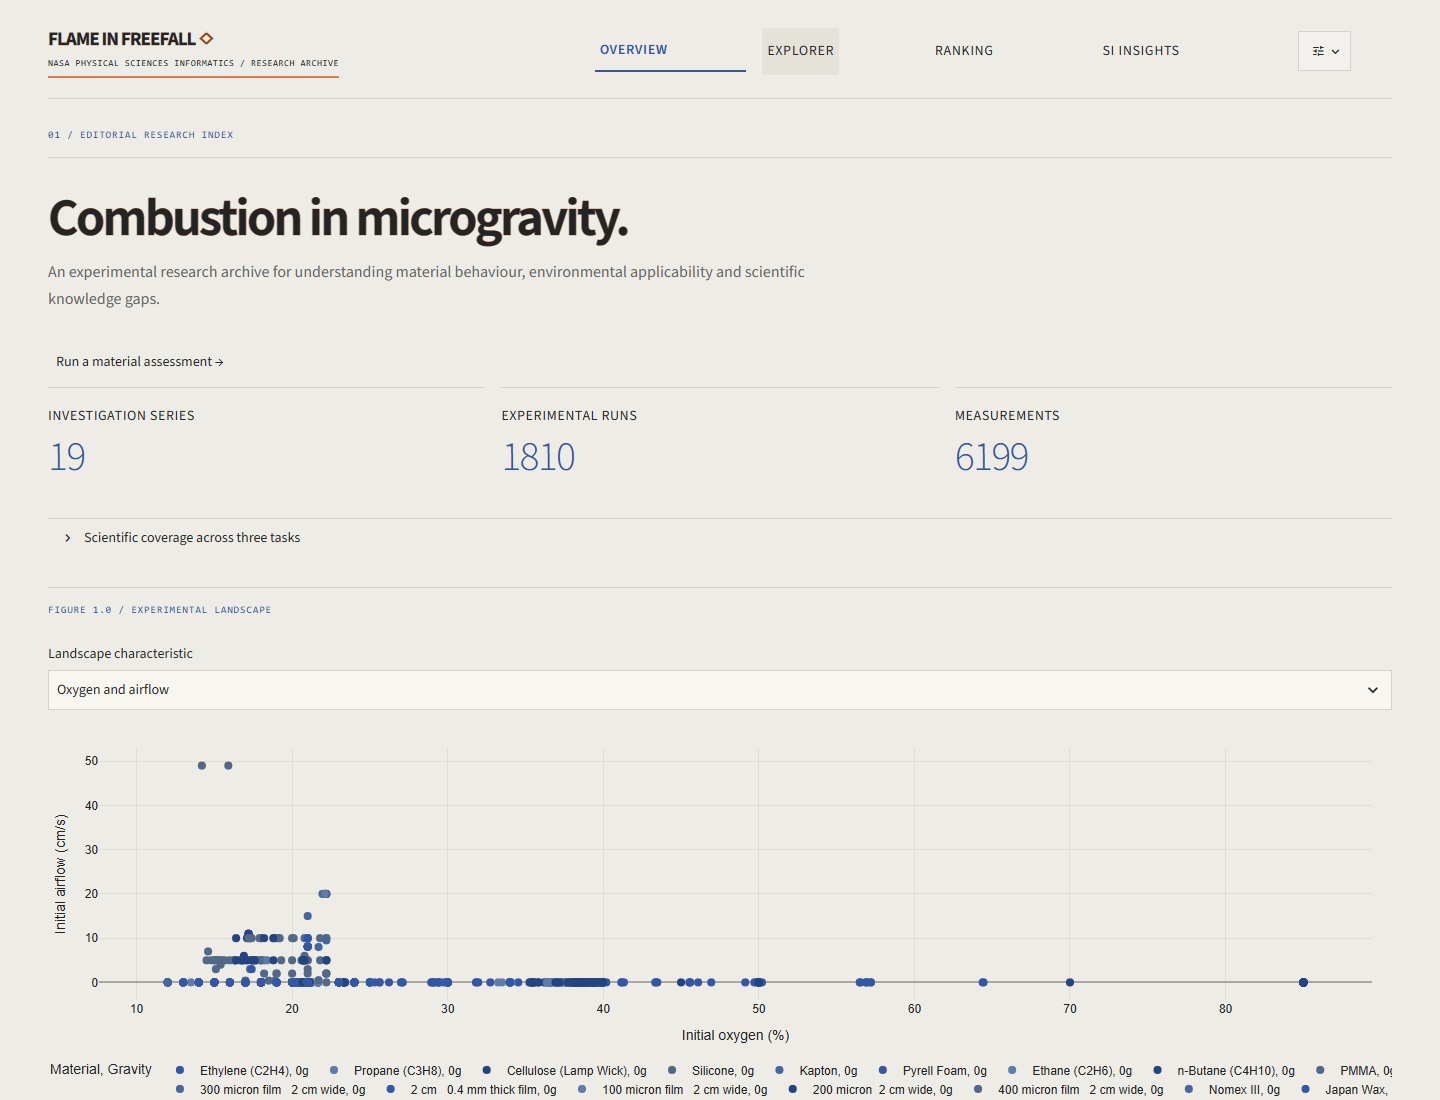 FLAME IN FREEFALL
NASA PHYSICAL SCIENCES INFORMATICS / RESEARCH ARCHIVE
OVERVIEW
EXPLORER
RANKING
SI INSIGHTS
01 / EDITORIAL RESEARCH INDEX
Combustion in microgravity.
An experimental research archive for understanding material behaviour, environmental applicability and scientific
knowledge gaps.
Run a material assessment →
INVESTIGATION SERIES
19
EXPERIMENTAL RUNS
1810
MEASUREMENTS
6199
Scientific coverage across three tasks
FIGURE 1.0 / EXPERIMENTAL LANDSCAPE
Landscape characteristic
Oxygen and airflow
Initial airflow (cm/s)
50
40
30
20
10
0
10 20 30 40 50 60 70 80
Initial oxygen (%)
Material, Gravity Ethylene (C2H4), 0g Propane (C3H8), 0g Cellulose (Lamp Wick), 0g Silicone, 0g Kapton, 0g Pyrell Foam, 0g Ethane (C2H6), 0g n-Butane (C4H10), 0g PMMA, 0g
300 micron film 2 cm wide, 0g 2 cm 0.4 mm thick film, 0g 100 micron film 2 cm wide, 0g 200 micron 2 cm wide, 0g 400 micron film 2 cm wide, 0g Nomex III, 0g Japan Wax,